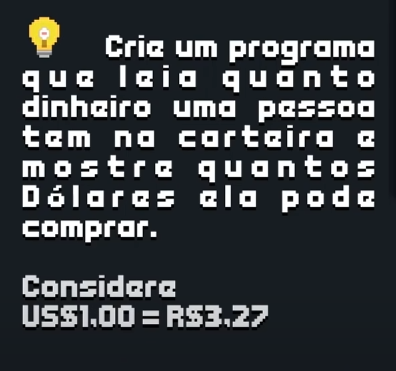 Crie um programa
que leia quanto
dinheiro uma pessoa
tem na carteira e
mostre quantos
Dólares ela pode
comprar.
Considere
US$1.00 = R$3.27